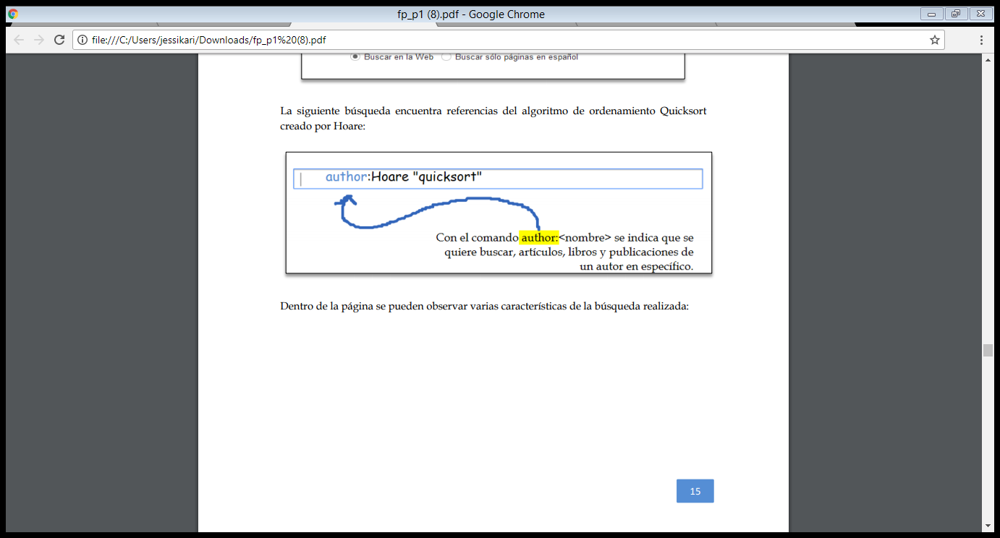 fp_p1 (8).pdf - Google Chrome
file:///C:/Users/jessikari/Downloads/fp_p1%20(8).pdf
Buscar en la Web Buscar sólo páginas en español
La siguiente búsqueda encuentra referencias del algoritmo de ordenamiento Quicksort
creado por Hoare:
author:Hoare "quicksort"
Con el comando author:<nombre> se indica que se
quiere buscar, artículos, libros y publicaciones de
un autor en específico.
Dentro de la página se pueden observar varias características de la búsqueda realizada:
15